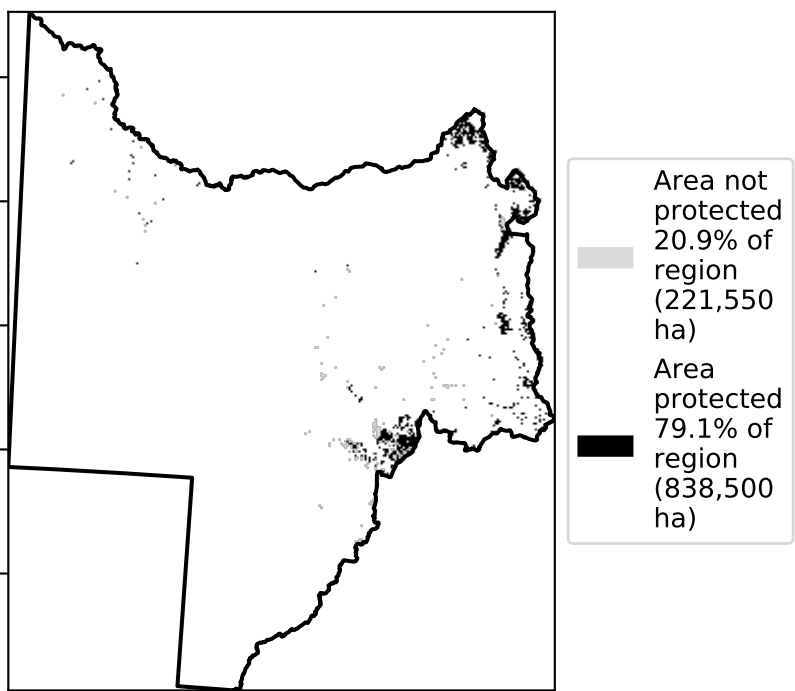 Area not
protected
20.9% of
region
(221,550
ha)
Area
protected
79.1% of
region
(838,500
ha)